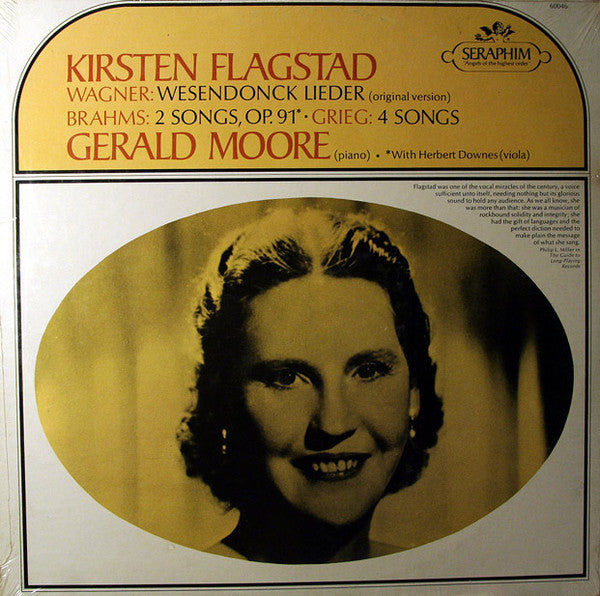 60046
SERAPHIM
"Angels of the highest order"
KIRSTEN FLAGSTAD
WAGNER: WESENDONCK LIEDER (original version)
BRAHMS: 2 SONGS, OP. 91* • GRIEG: 4 SONGS
GERALD MOORE (piano) • *With Herbert Downes (viola)
Flagstad was one of the vocal miracles of the century, a voice
sufficient unto itself, needing nothing but its glorious
sound to hold any audience. As we all know, she
was more than that: she was a musician of
rockbound solidity and integrity; she
had the gift of languages and the
perfect diction needed to
make plain the message
of what she sang.
Philip L. Miller in
The Guide to
Long-Playing
Records